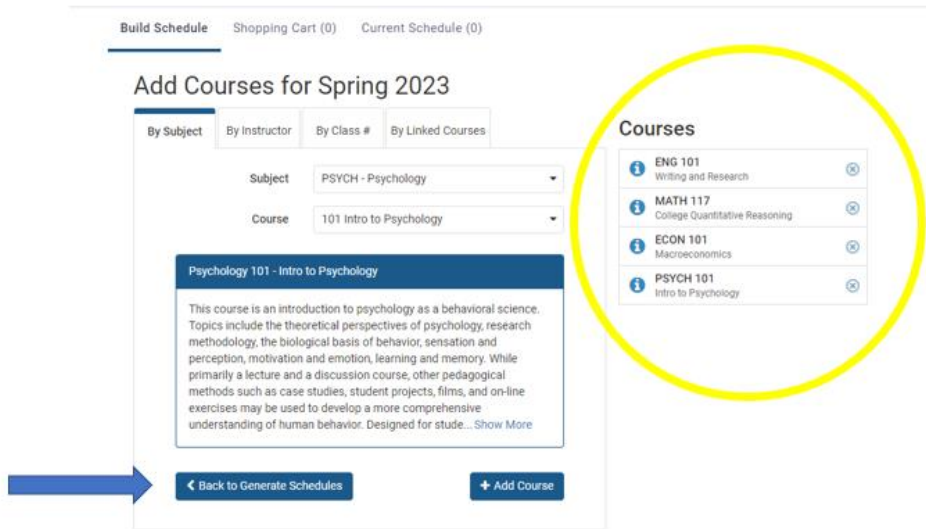 Build Schedule Shopping Cart (0) Current Schedule (0)
Add Courses for Spring 2023
By Subject By Instructor By Class # By Linked Courses
Subject PSYCH - Psychology
Course 101 Intro to Psychology
Psychology 101 - Intro to Psychology
This course is an introduction to psychology as a behavioral science.
Topics include the theoretical perspectives of psychology, research
methodology, the biological basis of behavior, sensation and
perception, motivation and emotion, learning and memory. While
primarily a lecture and a discussion course, other pedagogical
methods such as case studies, student projects, films, and on-line
exercises may be used to develop a more comprehensive
understanding of human behavior. Designed for stude... Show More
Back to Generate Schedules + Add Course
Courses
ENG 101
Writing and Research
MATH 117
College Quantitative Reasoning
ECON 101
Macroeconomics
PSYCH 101
Intro to Psychology